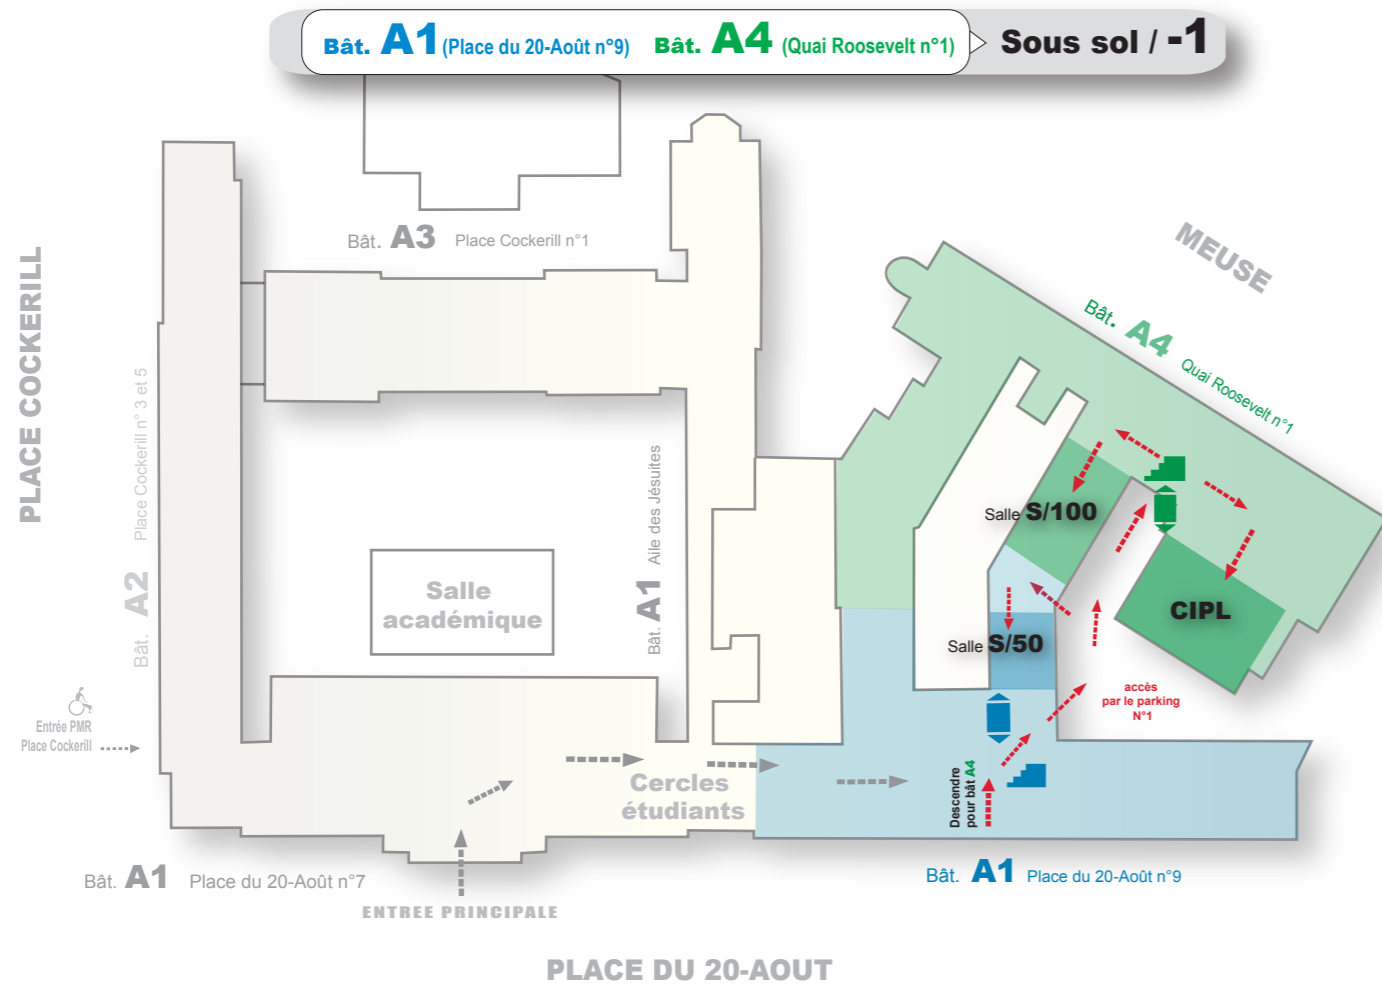 Bât. A1 (Place du 20-Août n°9) Bât. A4 (Quai Roosevelt n°1) Sous sol / -1
Bât. A3 Place Cockerill n°1
MEUSE
PLACE COCKERILL
Bât. A4 Quai Roosevelt n°1
Bât. A2 Place Cockerill n° 3 et 5
Bât. A1 Aile des Jésuites
Salle S/100
Salle
académique
CIPL
Salle S/50
accès
par le parking
N°1
Entrée PMR
Place Cockerill
Descendre
pour bât A4
Cercles
étudiants
Bât. A1 Place du 20-Août n°7
Bât. A1 Place du 20-Août n°9
ENTREE PRINCIPALE
PLACE DU 20-AOUT